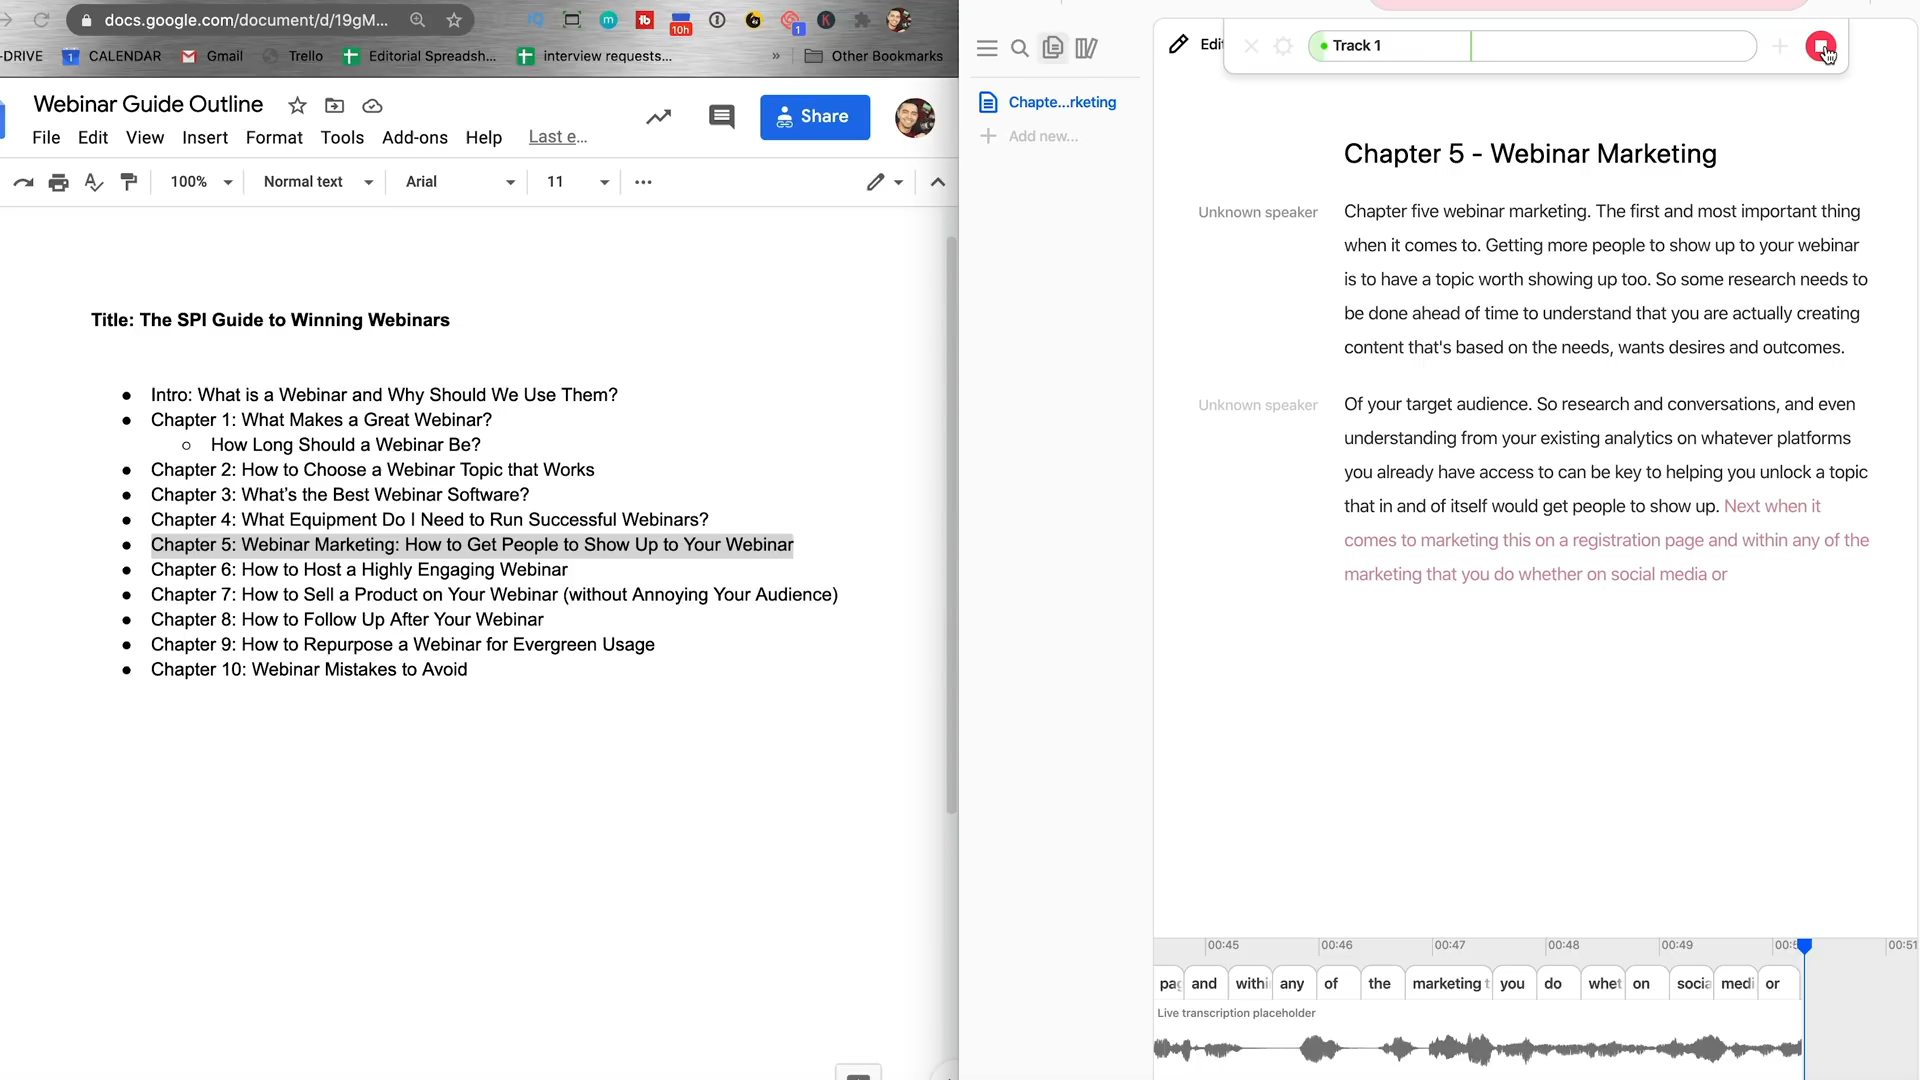 docs.google.com/document/d/19gM...
10h
1
-DRIVE
1
CALENDAR
Gmail
Trello
Editorial Spreadsh...
interview requests...
»
Other Bookmarks
Webinar Guide Outline
File Edit View Insert Format Tools Add-ons Help Last e...
Share
100% Normal text Arial 11
Title: The SPI Guide to Winning Webinars
● Intro: What is a Webinar and Why Should We Use Them?
● Chapter 1: What Makes a Great Webinar?
○ How Long Should a Webinar Be?
● Chapter 2: How to Choose a Webinar Topic that Works
● Chapter 3: What's the Best Webinar Software?
● Chapter 4: What Equipment Do I Need to Run Successful Webinars?
● Chapter 5: Webinar Marketing: How to Get People to Show Up to Your Webinar
● Chapter 6: How to Host a Highly Engaging Webinar
● Chapter 7: How to Sell a Product on Your Webinar (without Annoying Your Audience)
● Chapter 8: How to Follow Up After Your Webinar
● Chapter 9: How to Repurpose a Webinar for Evergreen Usage
● Chapter 10: Webinar Mistakes to Avoid
Chapte...rketing
Add new...
Edi
Track 1
Chapter 5 - Webinar Marketing
Unknown speaker
Chapter five webinar marketing. The first and most important thing
when it comes to. Getting more people to show up to your webinar
is to have a topic worth showing up too. So some research needs to
be done ahead of time to understand that you are actually creating
content that's based on the needs, wants desires and outcomes.
Unknown speaker
Of your target audience. So research and conversations, and even
understanding from your existing analytics on whatever platforms
you already have access to can be key to helping you unlock a topic
that in and of itself would get people to show up. Next when it
comes to marketing this on a registration page and within any of the
marketing that you do whether on social media or
00:45 00:46 00:47 00:48 00:49 00:51
and withi any of the marketing t you do whet on socia medi or
Live transcription placeholder